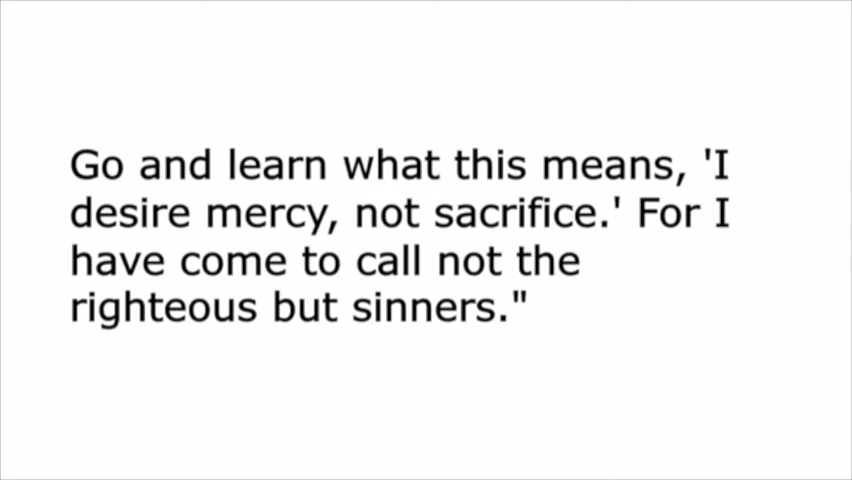 Go and learn what this means, 'I
desire mercy, not sacrifice.' For I
have come to call not the
righteous but sinners."